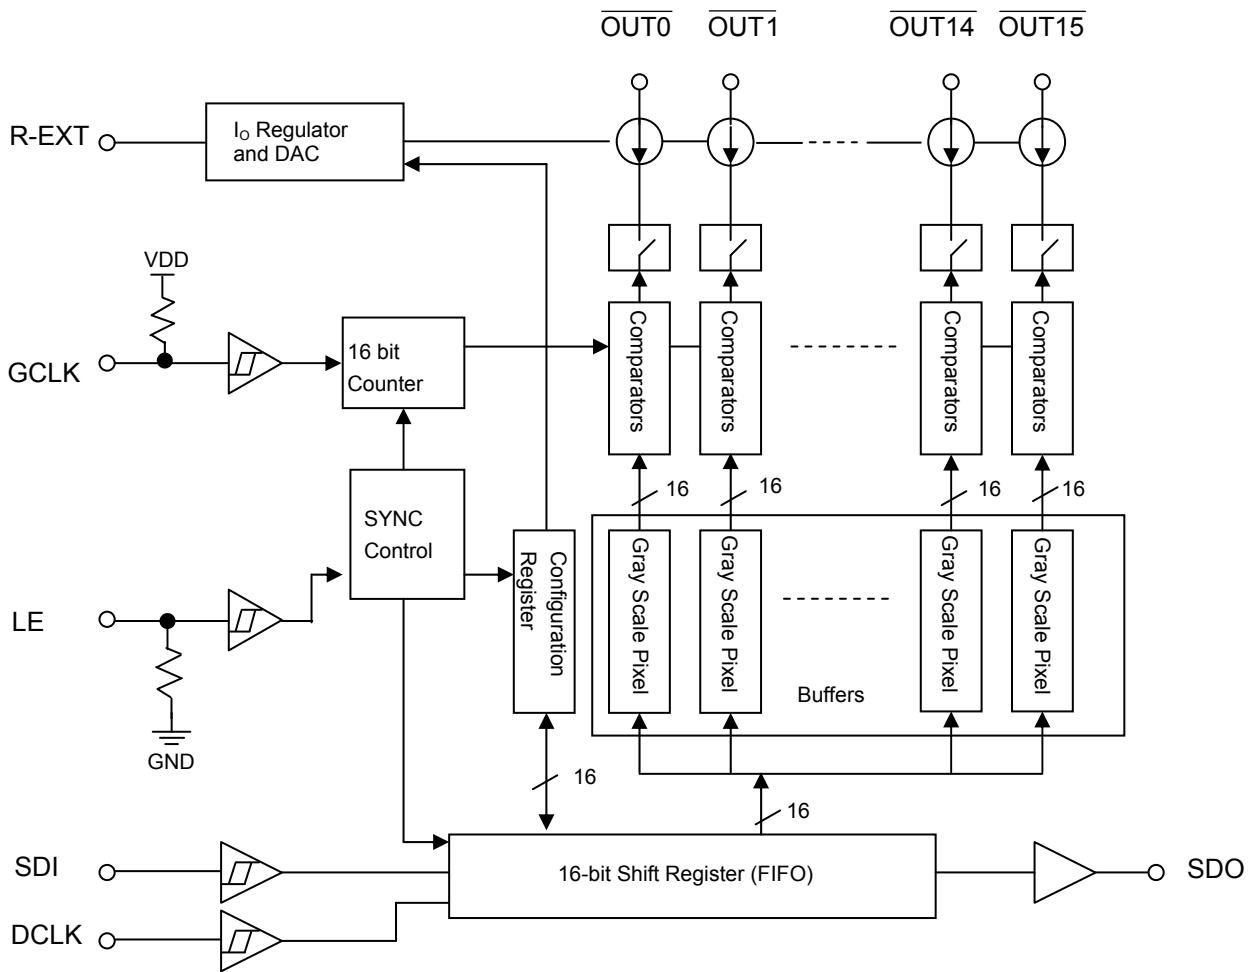 OUT0 OUT1 OUT14 OUT15
R-EXT
IO Regulator
and DAC
VDD
GCLK
16 bit
Counter
Comparators
Comparators
Comparators
Comparators
16
16
16
16
SYNC
Control
Configuration
Register
Gray Scale Pixel
Gray Scale Pixel
Gray Scale Pixel
Gray Scale Pixel
Buffers
LE
GND
16
16
SDI
16-bit Shift Register (FIFO)
SDO
DCLK